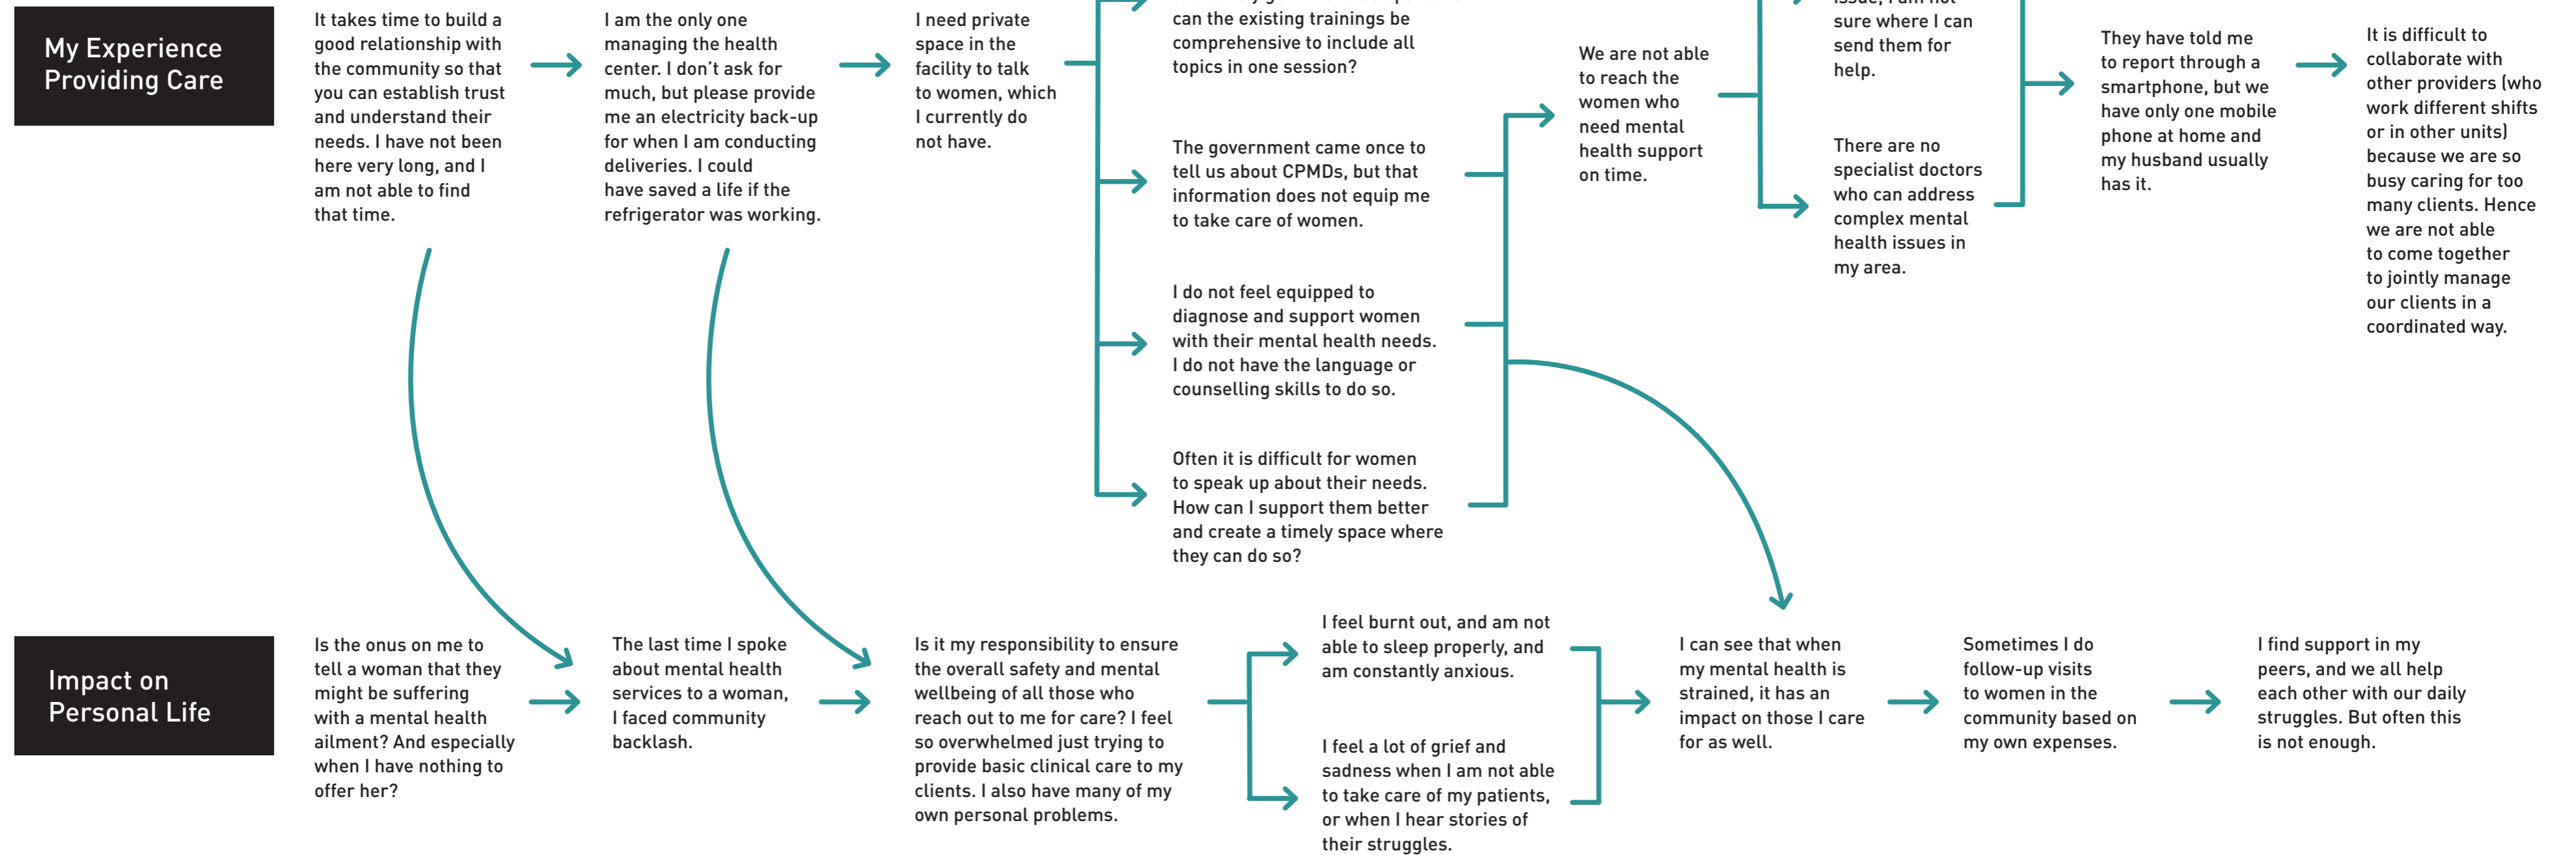 My Experience
Providing Care
It takes time to build a
good relationship with
the community so that
you can establish trust
and understand their
needs. I have not been
here very long, and I
am not able to find
that time.
I am the only one
managing the health
center. I don't ask for
much, but please provide
me an electricity back-up
for when I am conducting
deliveries. I could
have saved a life if the
refrigerator was working.
I need private
space in the
facility to talk
to women, which
I currently do
not have.
can the existing trainings be
comprehensive to include all
topics in one session?
The government came once to
tell us about CPMDs, but that
information does not equip me
to take care of women.
I do not feel equipped to
diagnose and support women
with their mental health needs.
I do not have the language or
counselling skills to do so.
Often it is difficult for women
to speak up about their needs.
How can I support them better
and create a timely space where
they can do so?
We are not able
to reach the
women who
need mental
health support
on time.
issue, I am not
sure where I can
send them for
help.
There are no
specialist doctors
who can address
complex mental
health issues in
my area.
They have told me
to report through a
smartphone, but we
have only one mobile
phone at home and
my husband usually
has it.
It is difficult to
collaborate with
other providers (who
work different shifts
or in other units)
because we are so
busy caring for too
many clients. Hence
we are not able
to come together
to jointly manage
our clients in a
coordinated way.
Impact on
Personal Life
Is the onus on me to
tell a woman that they
might be suffering
with a mental health
ailment? And especially
when I have nothing to
offer her?
The last time I spoke
about mental health
services to a woman,
I faced community
backlash.
Is it my responsibility to ensure
the overall safety and mental
wellbeing of all those who
reach out to me for care? I feel
so overwhelmed just trying to
provide basic clinical care to my
clients. I also have many of my
own personal problems.
I feel burnt out, and am not
able to sleep properly, and
am constantly anxious.
I feel a lot of grief and
sadness when I am not able
to take care of my patients,
or when I hear stories of
their struggles.
I can see that when
my mental health is
strained, it has an
impact on those I care
for as well.
Sometimes I do
follow-up visits
to women in the
community based on
my own expenses.
I find support in my
peers, and we all help
each other with our daily
struggles. But often this
is not enough.